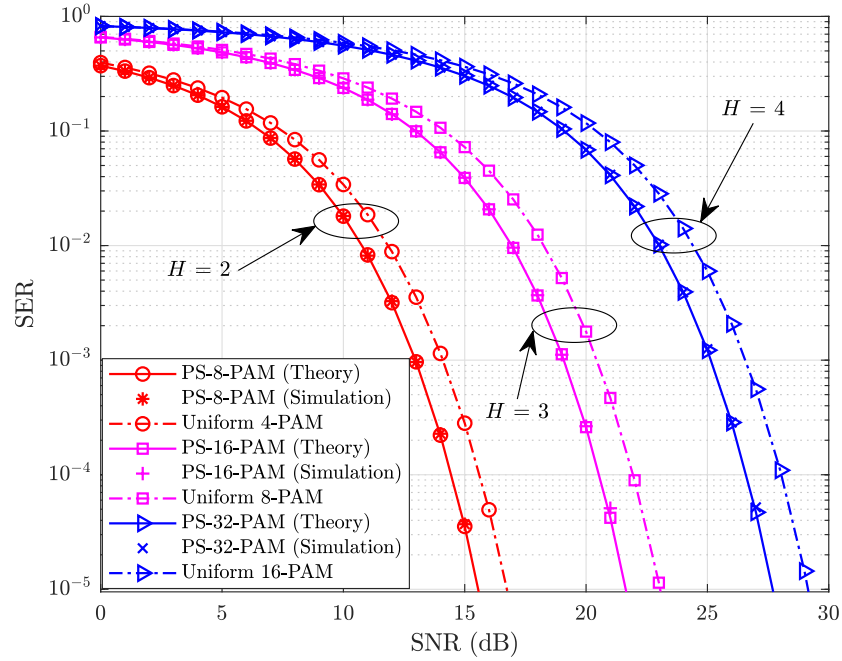 10^0
10^-1
10^-2
10^-3
10^-4
10^-5
SER
H = 4
H = 2
H = 3
PS-8-PAM (Theory)
PS-8-PAM (Simulation)
Uniform 4-PAM
PS-16-PAM (Theory)
PS-16-PAM (Simulation)
Uniform 8-PAM
PS-32-PAM (Theory)
PS-32-PAM (Simulation)
Uniform 16-PAM
0 5 10 15 20 25 30
SNR (dB)